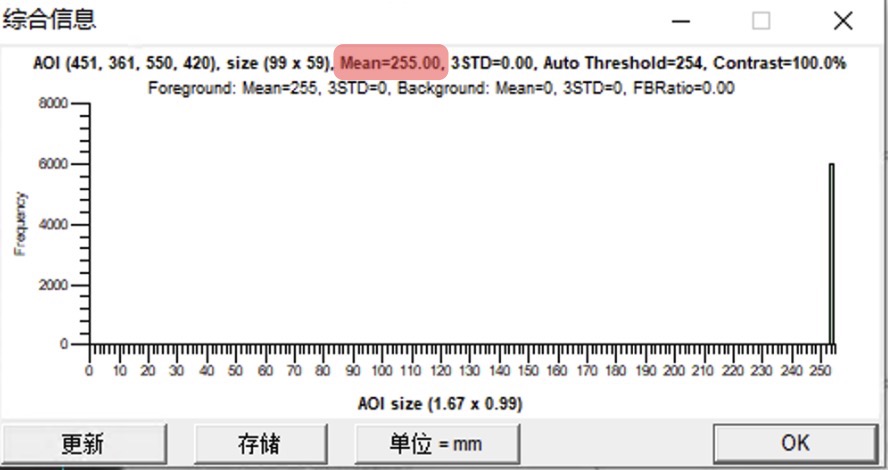 综合信息
AOI (451, 361, 550, 420), size (99 x 59), Mean=255.00, 3STD=0.00, Auto Threshold=254, Contrast=100.0%
Foreground: Mean=255, 3STD=0, Background: Mean=0, 3STD=0, FBRatio=0.00
8000
6000
4000
2000
0
Frequency
0 10 20 30 40 50 60 70 80 90 100 110 120 130 140 150 160 170 180 190 200 210 220 230 240 250
AOI size (1.67 x 0.99)
更新 存储 单位 = mm OK